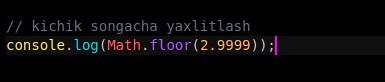 // kichik songacha yaxlitlash
console.log(Math.floor(2.9999));